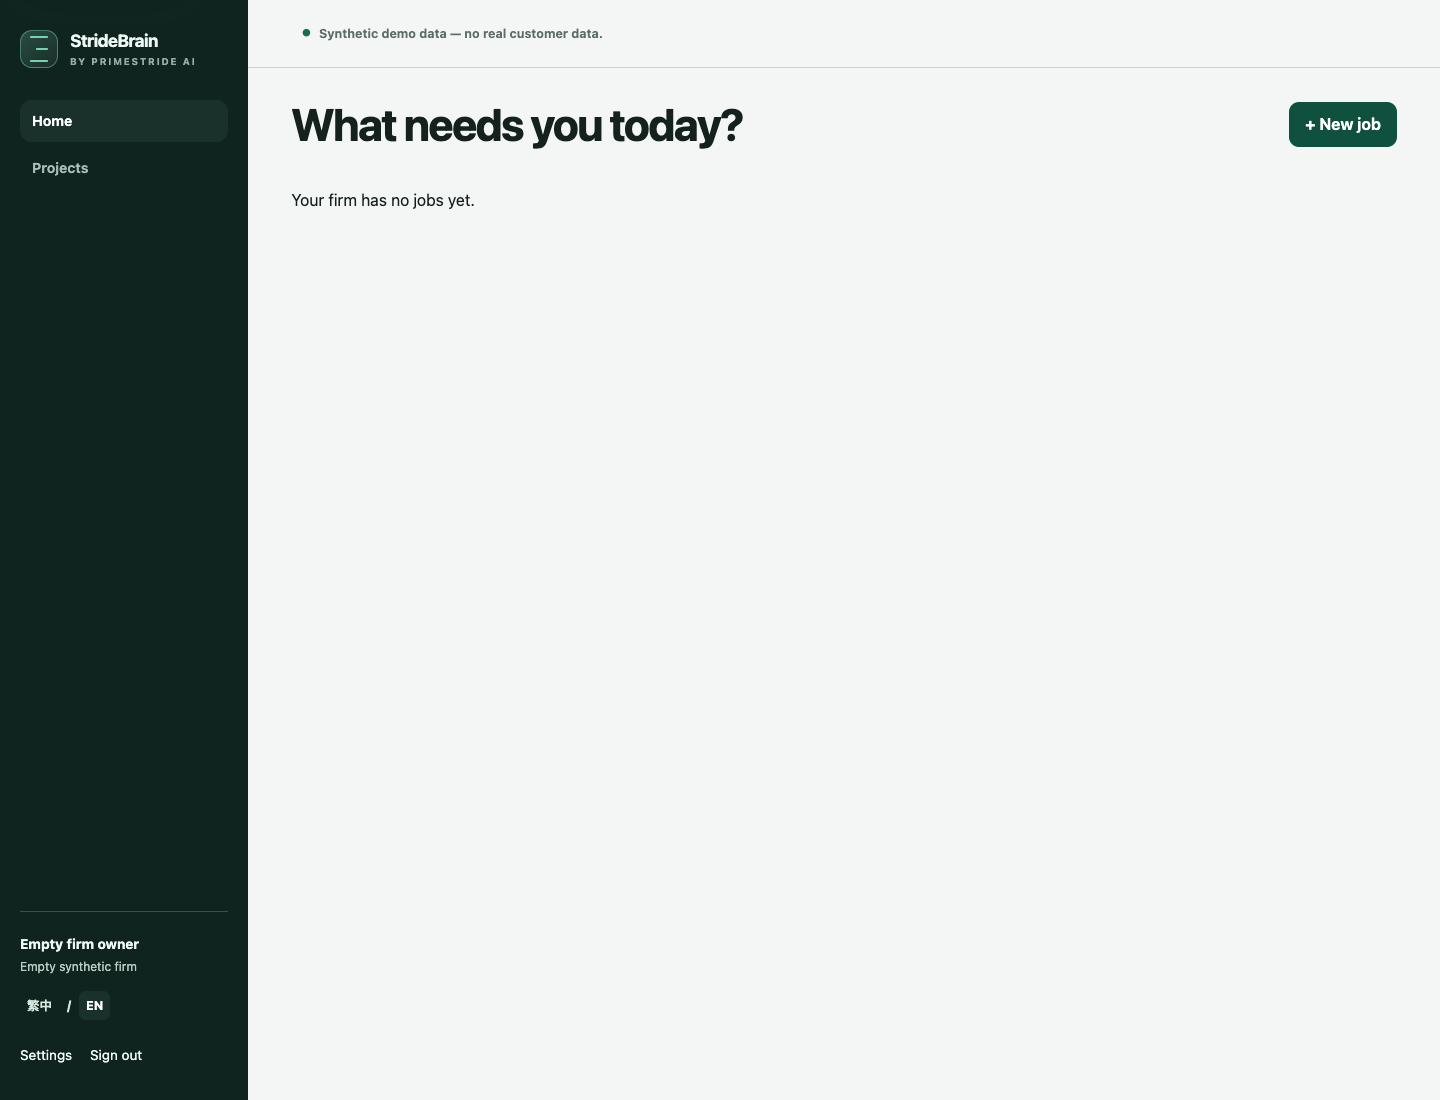 StrideBrain
BY PRIMESTRIDE AI
Home
Projects
Empty firm owner
Empty synthetic firm
繁中 / EN
Settings Sign out
Synthetic demo data — no real customer data.
What needs you today?
+ New job
Your firm has no jobs yet.